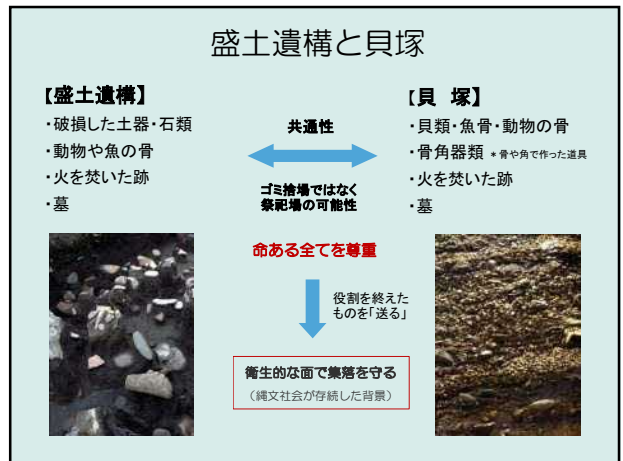 盛土遺構と貝塚
【盛土遺構】
・破損した土器・石類
・動物や魚の骨
・火を焚いた跡
・墓
共通性
ゴミ捨場ではなく
祭祀場の可能性
【貝　塚】
・貝類・魚骨・動物の骨
・骨角器類 *骨や角で作った道具
・火を焚いた跡
・墓
命ある全てを尊重
役割を終えた
ものを「送る」
衛生的な面で集落を守る
（縄文社会が存続した背景）